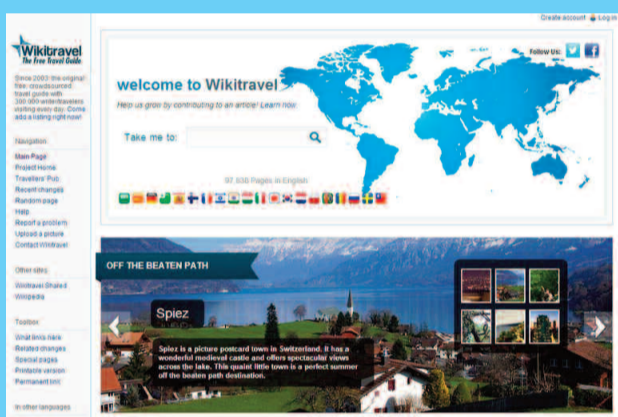 Create account Log in
Wikitravel
The Free Travel Guide
Since 2003: the original
free, crowdsourced
travel guide with
300,000 writer/travelers
visiting every day. Come
add a listing right now!
Navigation
Main Page
Project Home
Travellers' Pub
Recent changes
Random page
Help
Report a problem
Upload a picture
Contact Wikitravel
Other sites
Wikitravel Shared
Toolbox
What links here
Related changes
Special pages
Printable version
Permanent link
In other languages
Follow Us:
welcome to Wikitravel
Help us grow by contributing to an article! Learn how.
Take me to:
Pages in English
OFF THE BEATEN PATH
Spiez
Spiez is a picture postcard town in Switzerland. It has a
wonderful medieval castle and offers spectacular views
across the lake. This quaint little town is a perfect summer
off the beaten path destination.